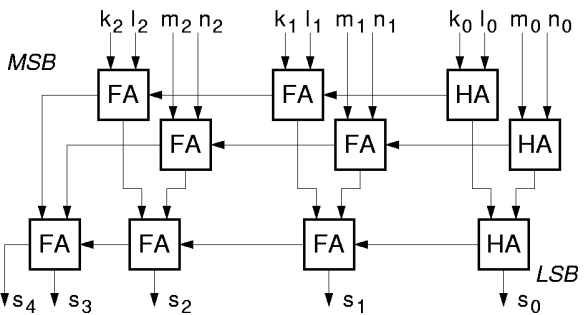 k₂ l₂ m₂ n₂ k₁ l₁ m₁ n₁ k₀ l₀ m₀ n₀
MSB
FA FA HA
FA FA HA
FA FA FA HA
LSB
s₄ s₃ s₂ s₁ s₀